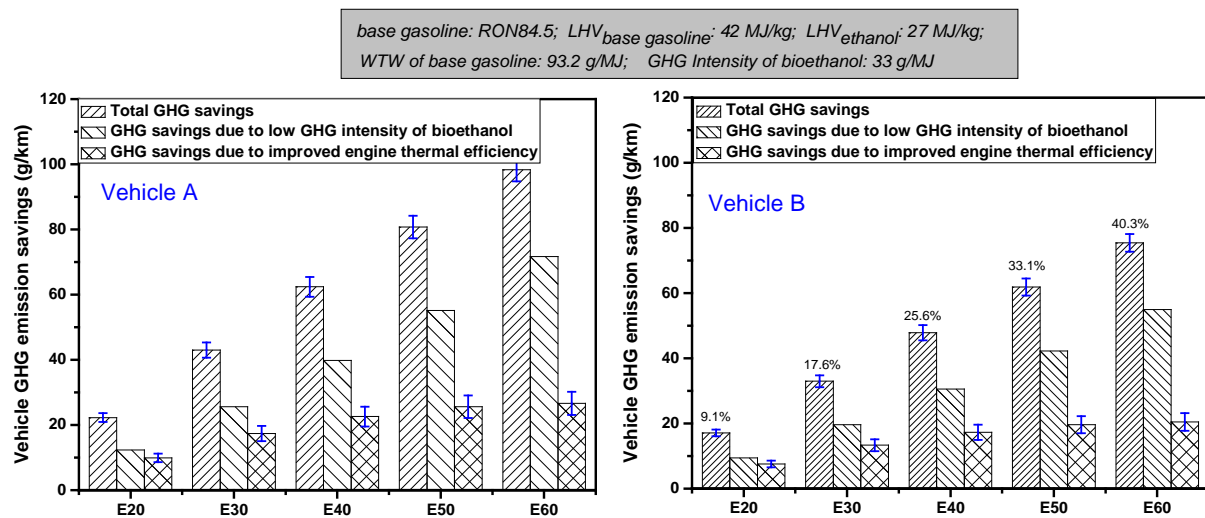 base gasoline: RON84.5; LHV base gasoline: 42 MJ/kg; LHV ethanol: 27 MJ/kg;
WTW of base gasoline: 93.2 g/MJ; GHG Intensity of bioethanol: 33 g/MJ
Vehicle GHG emission savings (g/km)
120
100
80
60
40
20
0
Total GHG savings
GHG savings due to low GHG intensity of bioethanol
GHG savings due to improved engine thermal efficiency
Vehicle A
E20 E30 E40 E50 E60
Vehicle GHG emission savings (g/km)
120
100
80
60
40
20
0
Total GHG savings
GHG savings due to low GHG intensity of bioethanol
GHG savings due to improved engine thermal efficiency
Vehicle B
40.3%
33.1%
25.6%
17.6%
9.1%
E20 E30 E40 E50 E60